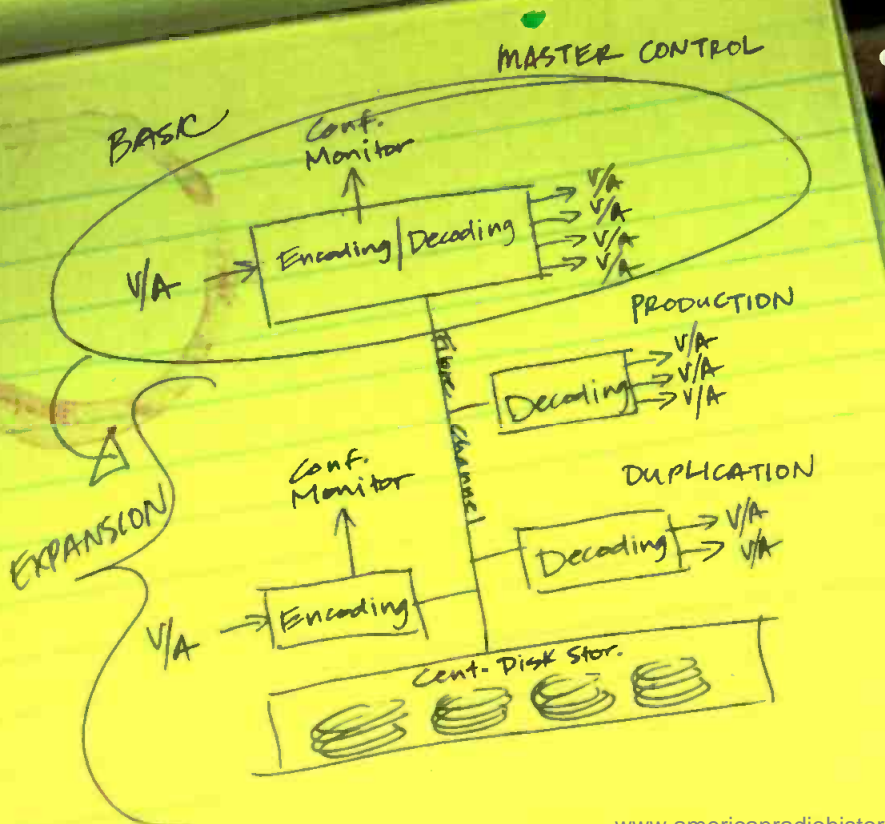 MASTER CONTROL
BASIC
Conf.
Monitor
V/A
Encoding | Decoding
V/A
V/A
V/A
V/A
PRODUCTION
Fibre Channel
Decoding
V/A
V/A
V/A
DUPLICATION
Conf.
Monitor
Decoding
V/A
V/A
EXPANSION
V/A
Encoding
Cent. Disk Stor.